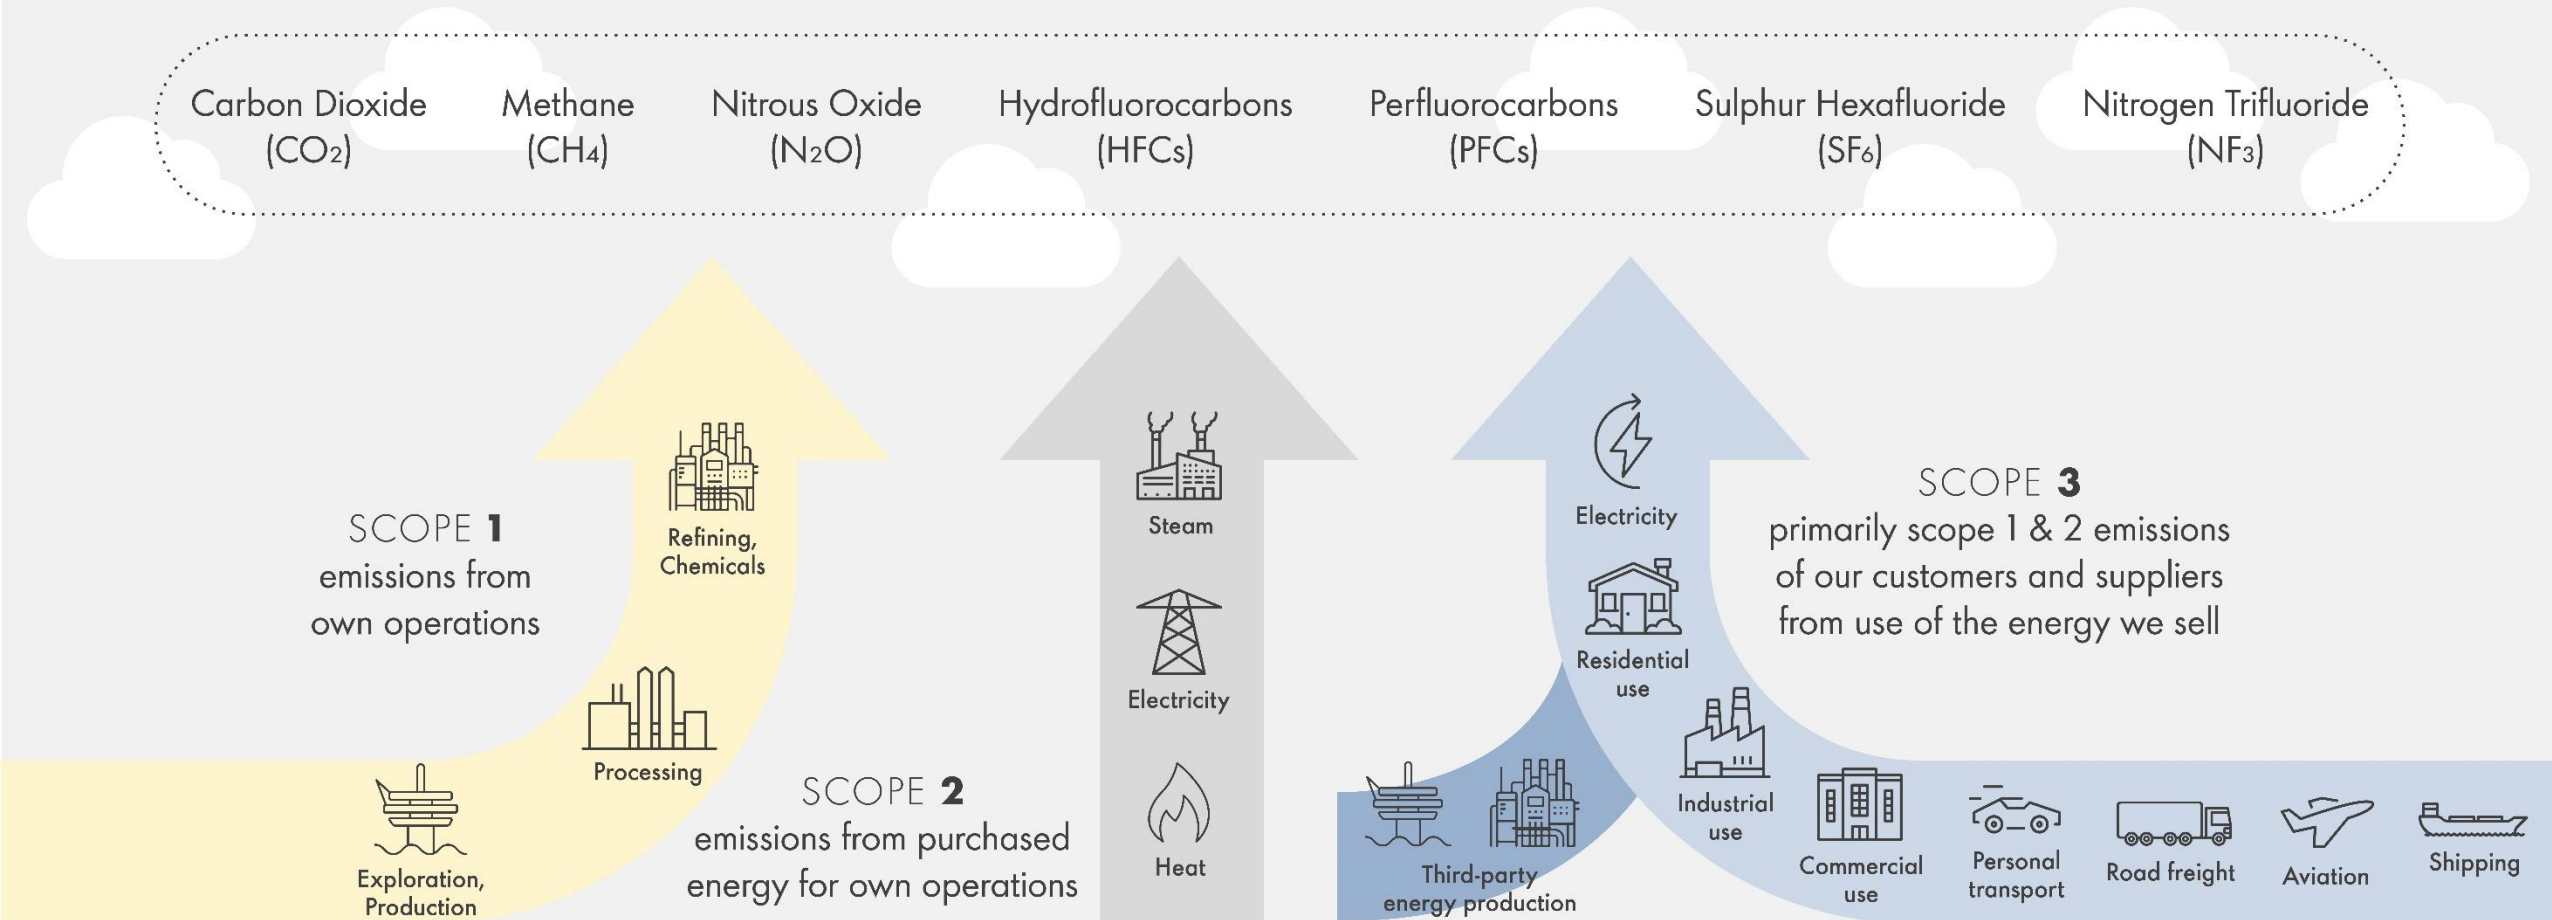 Carbon Dioxide
(CO₂)
Methane
(CH₄)
Nitrous Oxide
(N₂O)
Hydrofluorocarbons
(HFCs)
Perfluorocarbons
(PFCs)
Sulphur Hexafluoride
(SF₆)
Nitrogen Trifluoride
(NF₃)
SCOPE 1
emissions from
own operations
Refining,
Chemicals
Processing
Exploration,
Production
SCOPE 2
emissions from purchased
energy for own operations
Steam
Electricity
Heat
SCOPE 3
primarily scope 1 & 2 emissions
of our customers and suppliers
from use of the energy we sell
Electricity
Residential
use
Industrial
use
Third-party
energy production
Commercial
use
Personal
transport
Road freight
Aviation
Shipping